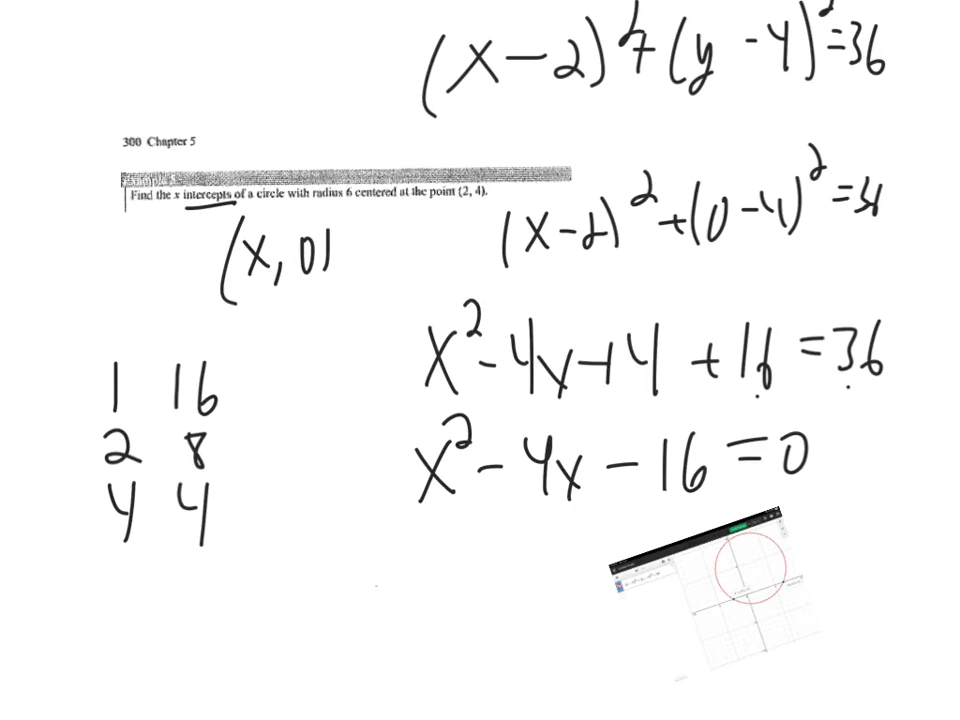 (x-2)²+(y-4)²=36
300 Chapter 5
Find the x intercepts of a circle with radius 6 centered at the point (2, 4).
(x-2)²+(0-4)²=36
(x,0)
x²-4x+4+16=36
1 16
x²-4x-16=0
2 8
4 4